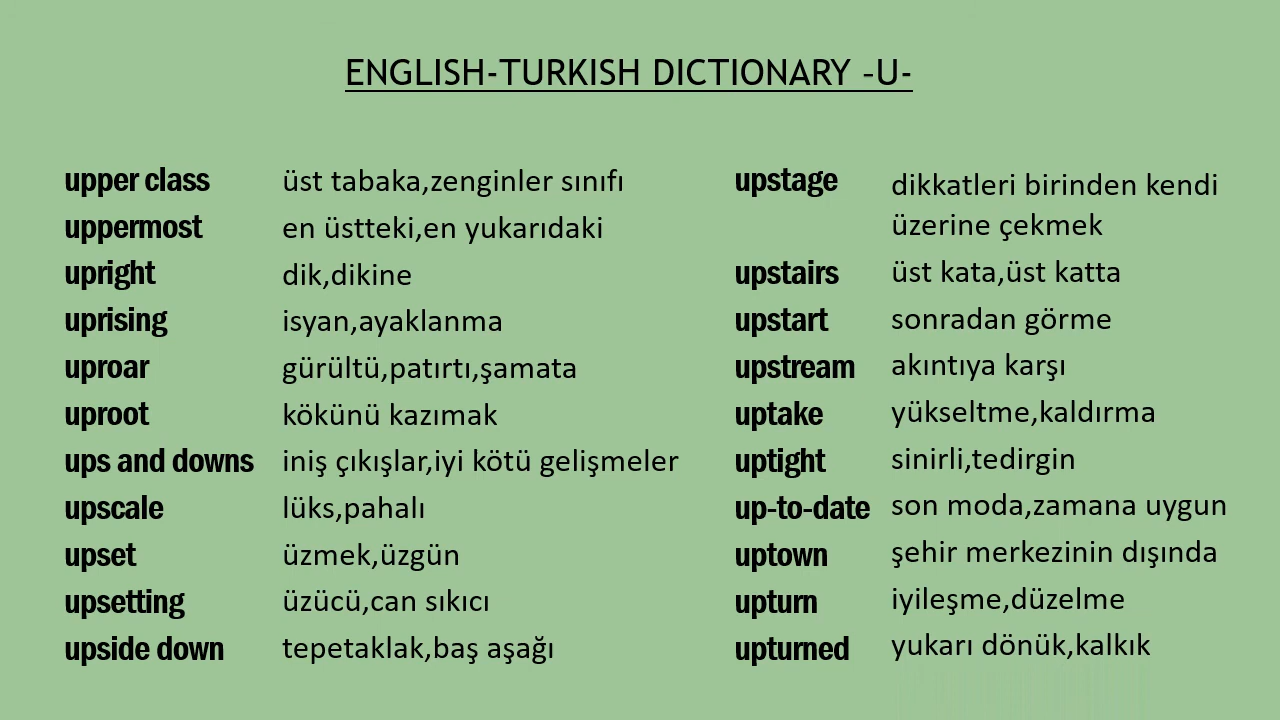 ENGLISH-TURKISH DICTIONARY -U-
upper class üst tabaka,zenginler sınıfı
uppermost en üstteki,en yukarıdaki
upright dik,dikine
uprising isyan,ayaklanma
uproar gürültü,patırtı,şamata
uproot kökünü kazımak
ups and downs iniş çıkışlar,iyi kötü gelişmeler
upscale lüks,pahalı
upset üzmek,üzgün
upsetting üzücü,can sıkıcı
upside down tepetaklak,baş aşağı
upstage dikkatleri birinden kendi
üzerine çekmek
upstairs üst kata,üst katta
upstart sonradan görme
upstream akıntıya karşı
uptake yükseltme,kaldırma
uptight sinirli,tedirgin
up-to-date son moda,zamana uygun
uptown şehir merkezinin dışında
upturn iyileşme,düzelme
upturned yukarı dönük,kalkık